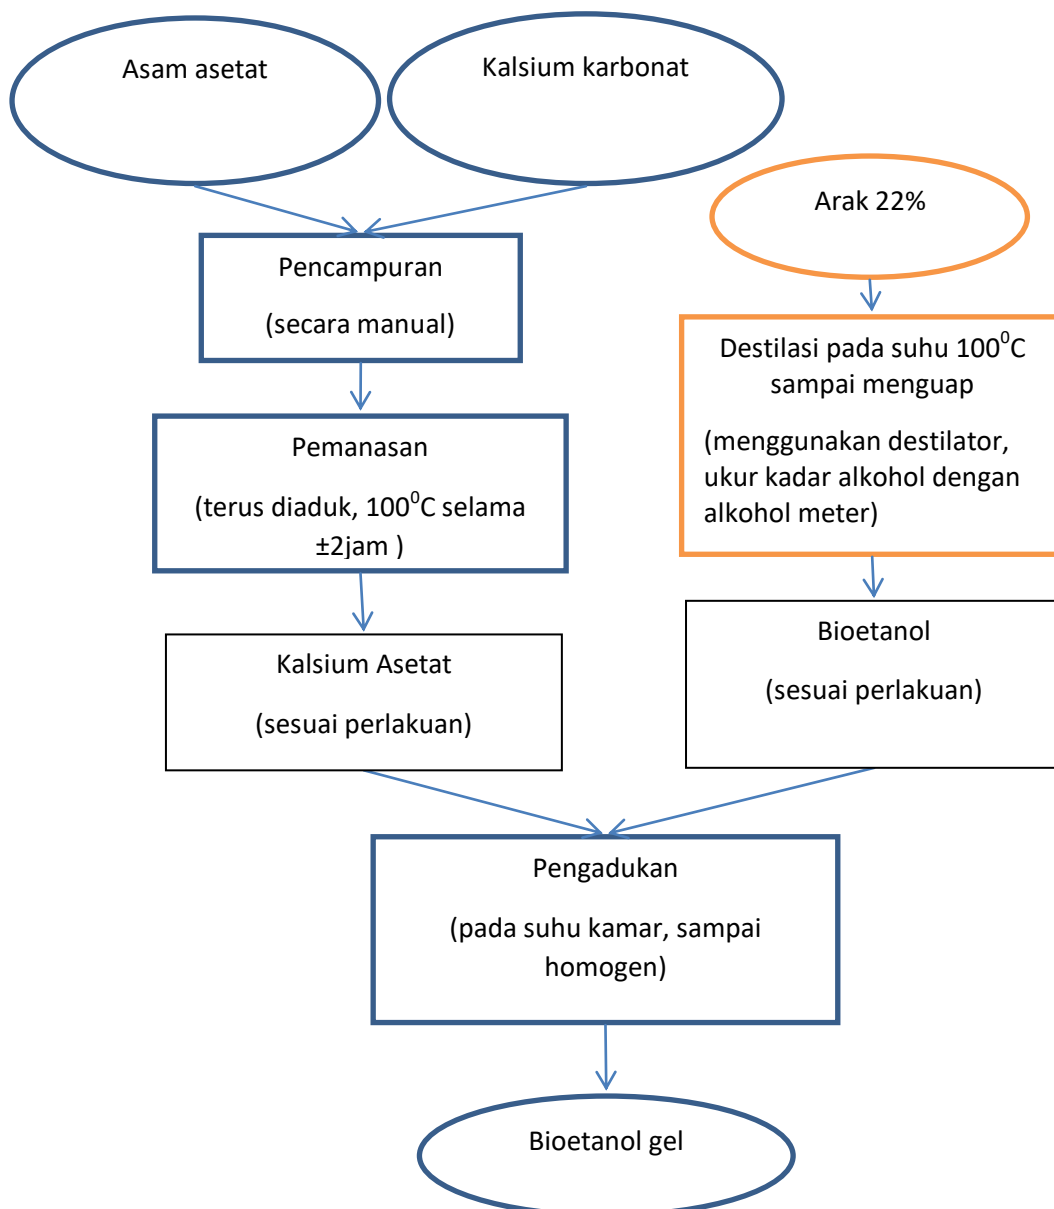 Asam asetat
Kalsium karbonat
Arak 22%
Pencampuran
(secara manual)
Destilasi pada suhu 100⁰C
sampai menguap
(menggunakan destilator,
ukur kadar alkohol dengan
alkohol meter)
Pemanasan
(terus diaduk, 100⁰C selama
±2jam )
Kalsium Asetat
(sesuai perlakuan)
Bioetanol
(sesuai perlakuan)
Pengadukan
(pada suhu kamar, sampai
homogen)
Bioetanol gel